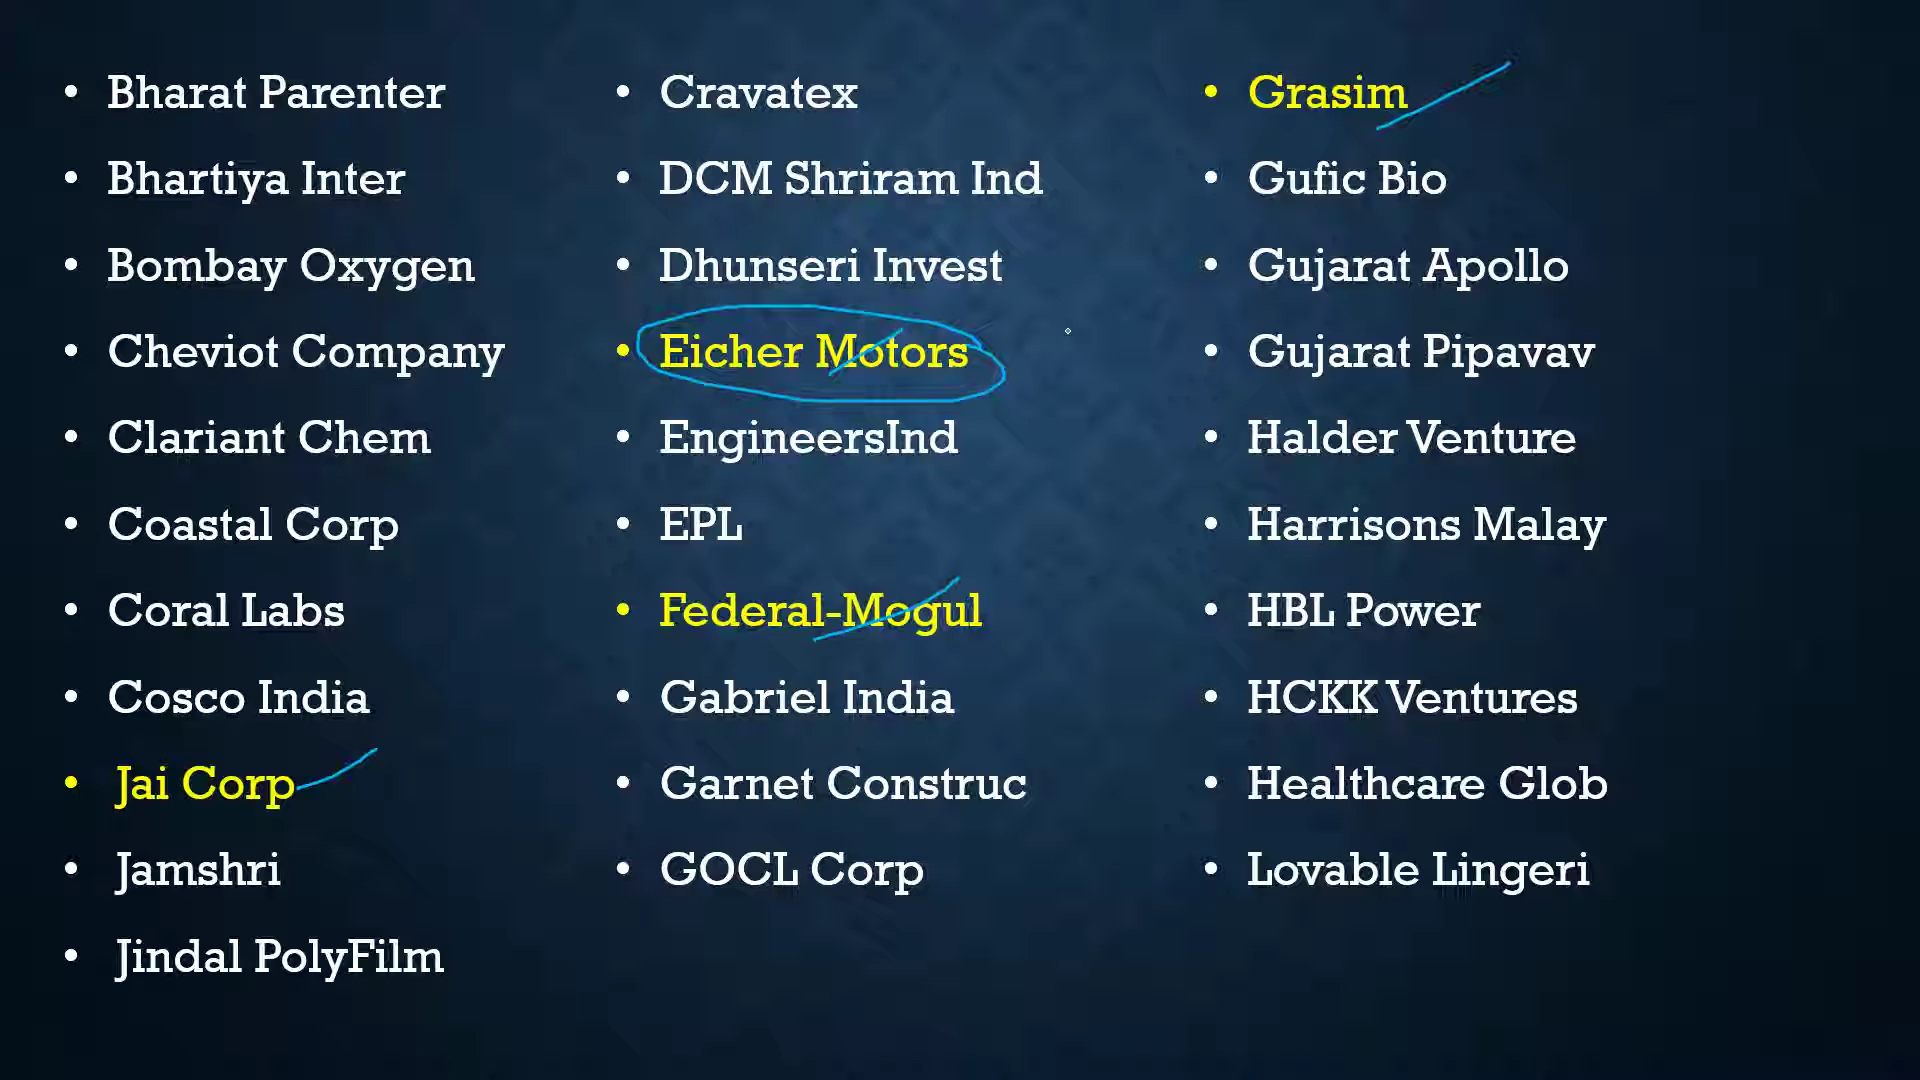 • Bharat Parenter
• Bhartiya Inter
• Bombay Oxygen
• Cheviot Company
• Clariant Chem
• Coastal Corp
• Coral Labs
• Cosco India
• Jai Corp
• Jamshri
• Jindal PolyFilm
• Cravatex
• DCM Shriram Ind
• Dhunseri Invest
• Eicher Motors
• EngineersInd
• EPL
• Federal-Mogul
• Gabriel India
• Garnet Construc
• GOCL Corp
• Grasim
• Gufic Bio
• Gujarat Apollo
• Gujarat Pipavav
• Halder Venture
• Harrisons Malay
• HBL Power
• HCKK Ventures
• Healthcare Glob
• Lovable Lingeri